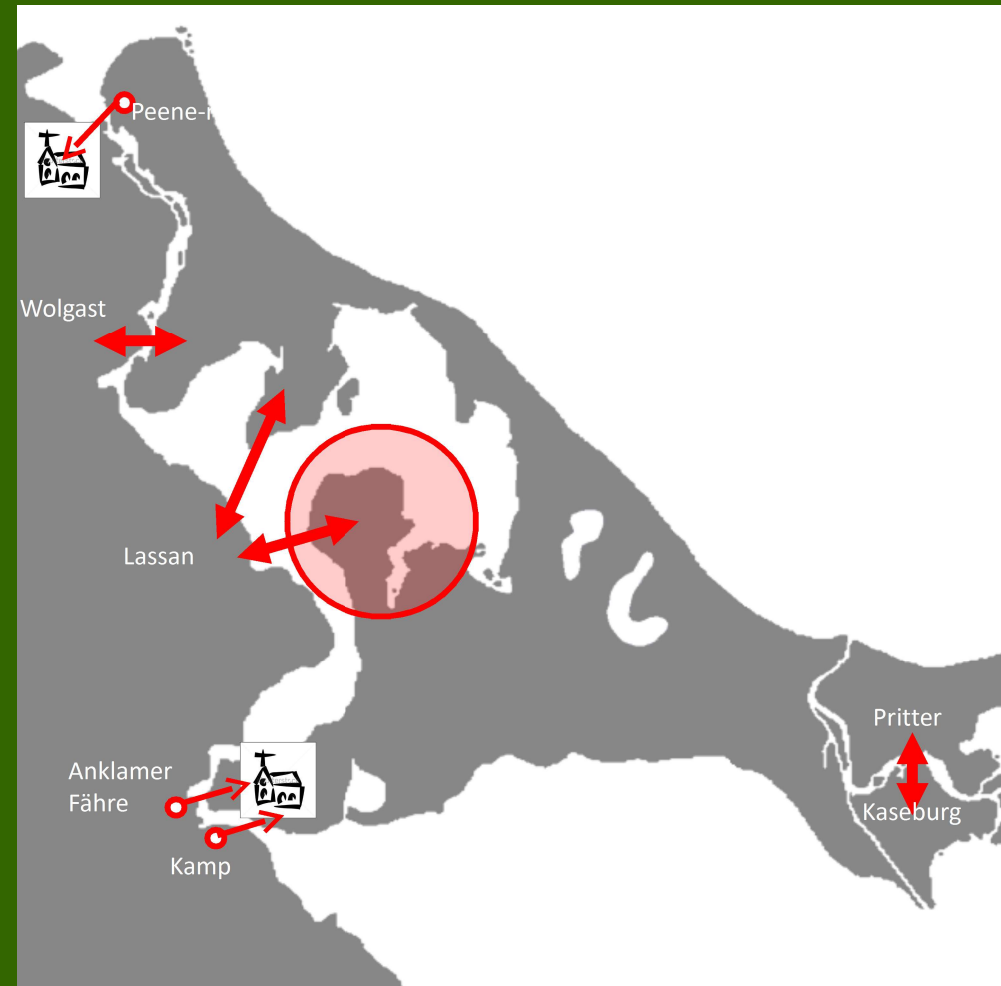 Peene-
Wolgast
Lassan
Pritter
Anklamer
Fähre
Kaseburg
Kamp